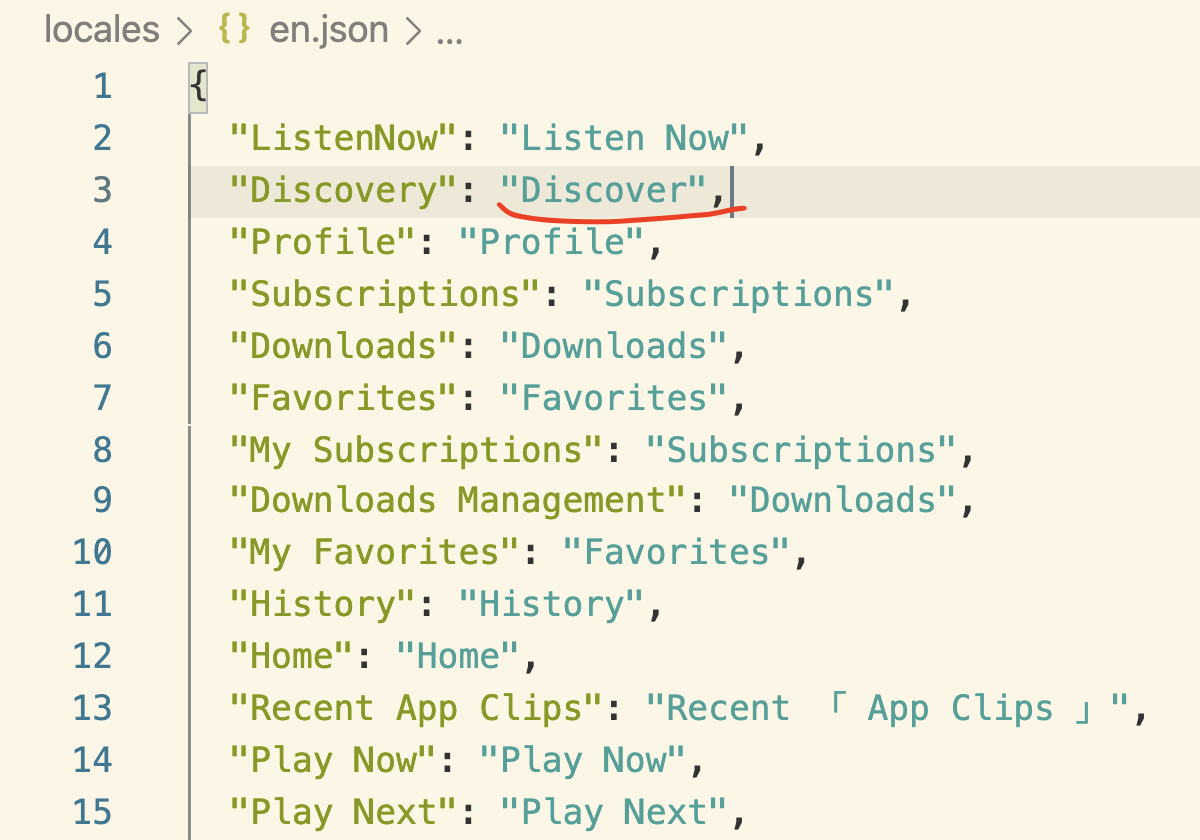 locales > {} en.json > ...
1 {
2 "ListenNow": "Listen Now",
3 "Discovery": "Discover",
4 "Profile": "Profile",
5 "Subscriptions": "Subscriptions",
6 "Downloads": "Downloads",
7 "Favorites": "Favorites",
8 "My Subscriptions": "Subscriptions",
9 "Downloads Management": "Downloads",
10 "My Favorites": "Favorites",
11 "History": "History",
12 "Home": "Home",
13 "Recent App Clips": "Recent 「 App Clips 」",
14 "Play Now": "Play Now",
15 "Play Next": "Play Next",